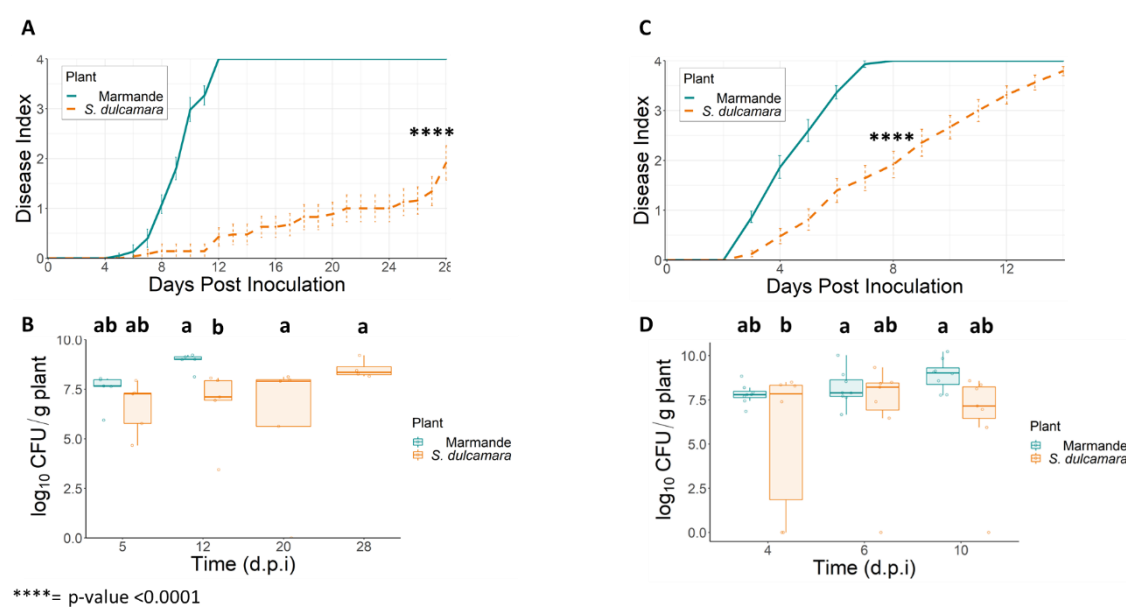 A
4
3
2
1
0
Disease Index
Plant
Marmande
S. dulcamara
****
0 4 8 12 16 20 24 28
Days Post Inoculation
B
ab ab a b a a
10.0
7.5
5.0
2.5
0.0
log10 CFU/g plant
5 12 20 28
Time (d.p.i)
Plant
Marmande
S. dulcamara
C
4
3
2
1
0
Disease Index
Plant
Marmande
S. dulcamara
****
0 4 8 12
Days Post Inoculation
D
ab b a ab a ab
10.0
7.5
5.0
2.5
0.0
log10 CFU/g plant
4 6 10
Time (d.p.i)
Plant
Marmande
S. dulcamara
****= p-value <0.0001